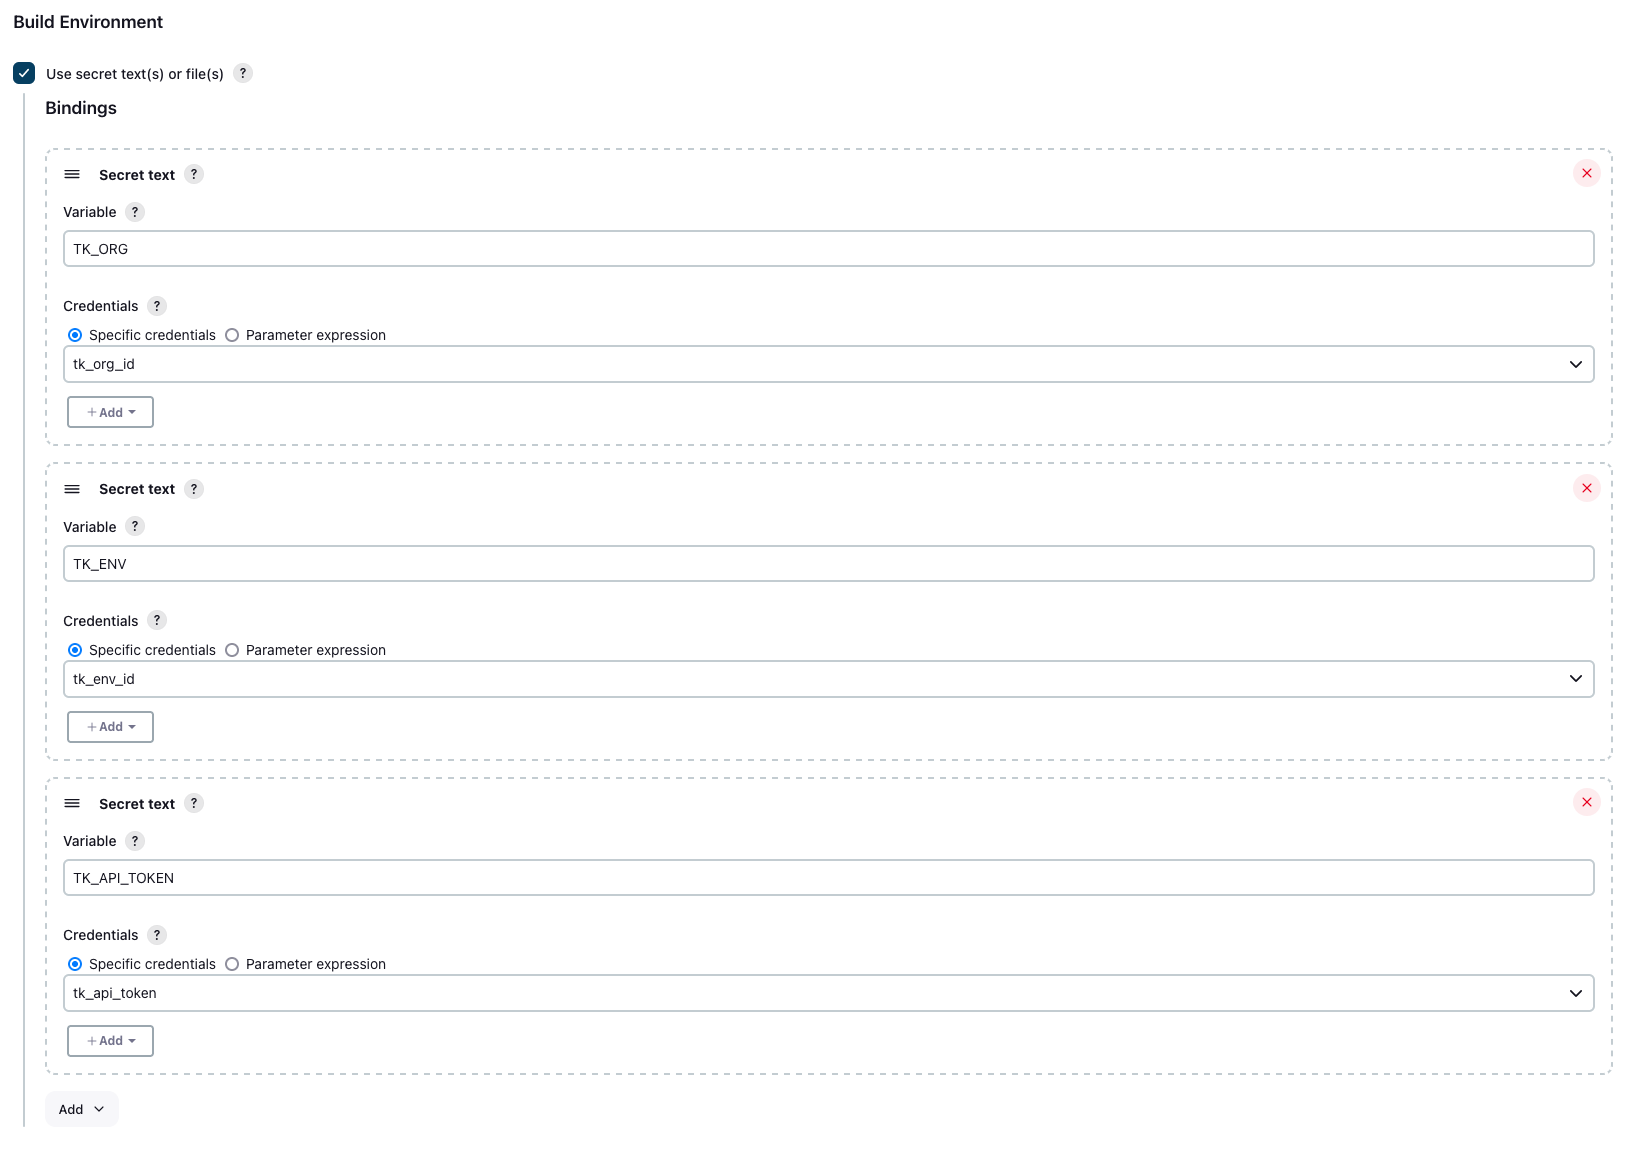 Build Environment
Use secret text(s) or file(s) ?
Bindings
Secret text ?
Variable ?
TK_ORG
Credentials ?
Specific credentials Parameter expression
tk_org_id
+ Add
Secret text ?
Variable ?
TK_ENV
Credentials ?
Specific credentials Parameter expression
tk_env_id
+ Add
Secret text ?
Variable ?
TK_API_TOKEN
Credentials ?
Specific credentials Parameter expression
tk_api_token
+ Add
Add